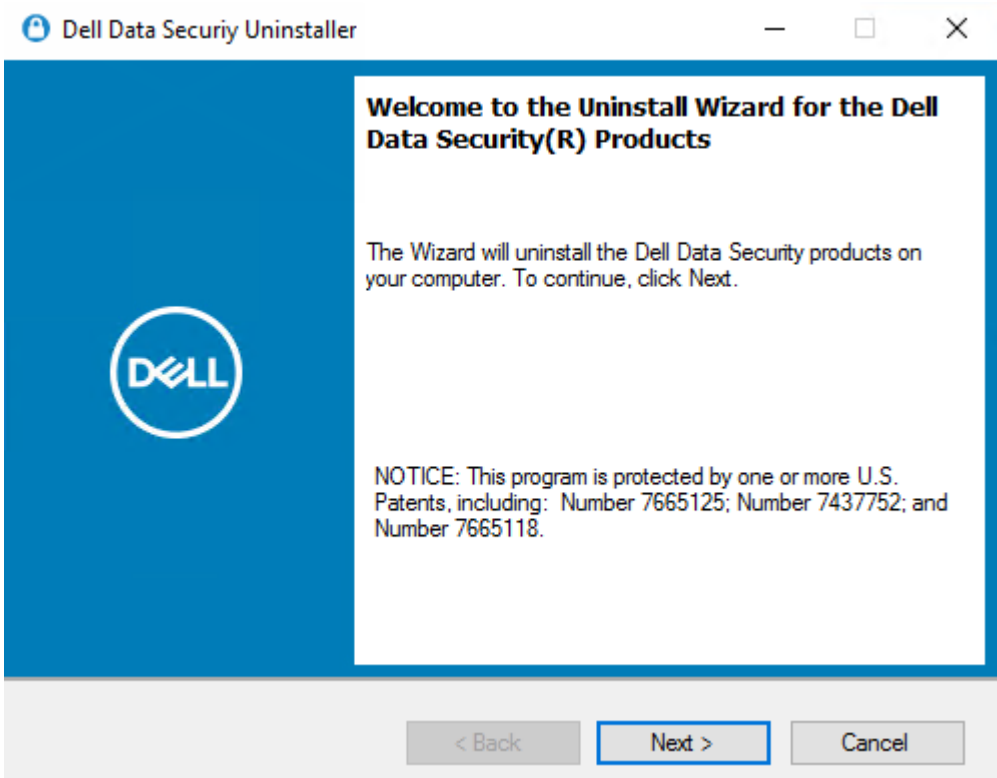 Dell Data Securiy Uninstaller
Welcome to the Uninstall Wizard for the Dell
Data Security(R) Products
The Wizard will uninstall the Dell Data Security products on
your computer. To continue, click Next.
DELL
NOTICE: This program is protected by one or more U.S.
Patents, including:  Number 7665125; Number 7437752; and
Number 7665118.
< Back
Next >
Cancel